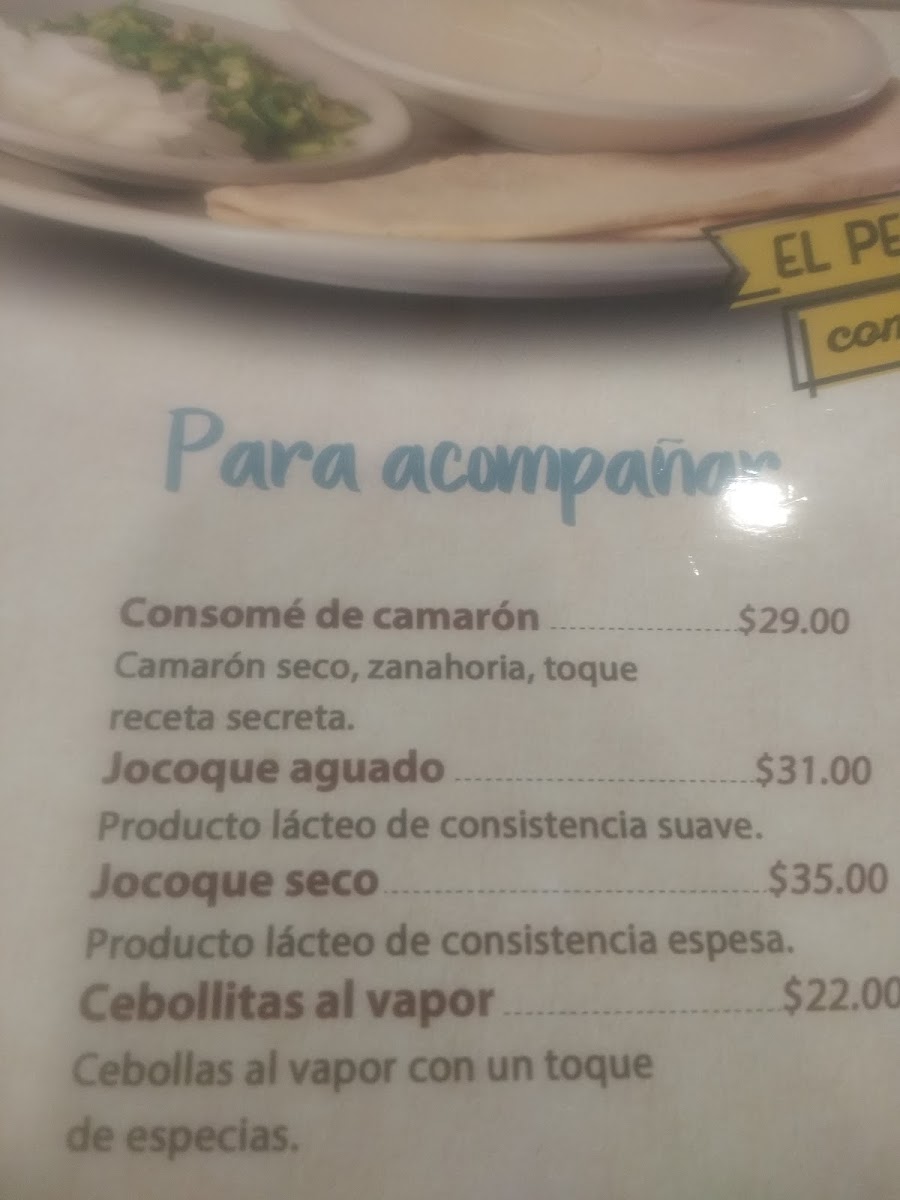 EL PE
con
Para acompañar
Consomé de camarón ........ $29.00
Camarón seco, zanahoria, toque
receta secreta.
Jocoque aguado ........ $31.00
Producto lácteo de consistencia suave.
Jocoque seco ........ $35.00
Producto lácteo de consistencia espesa.
Cebollitas al vapor ........ $22.00
Cebollas al vapor con un toque
de especias.